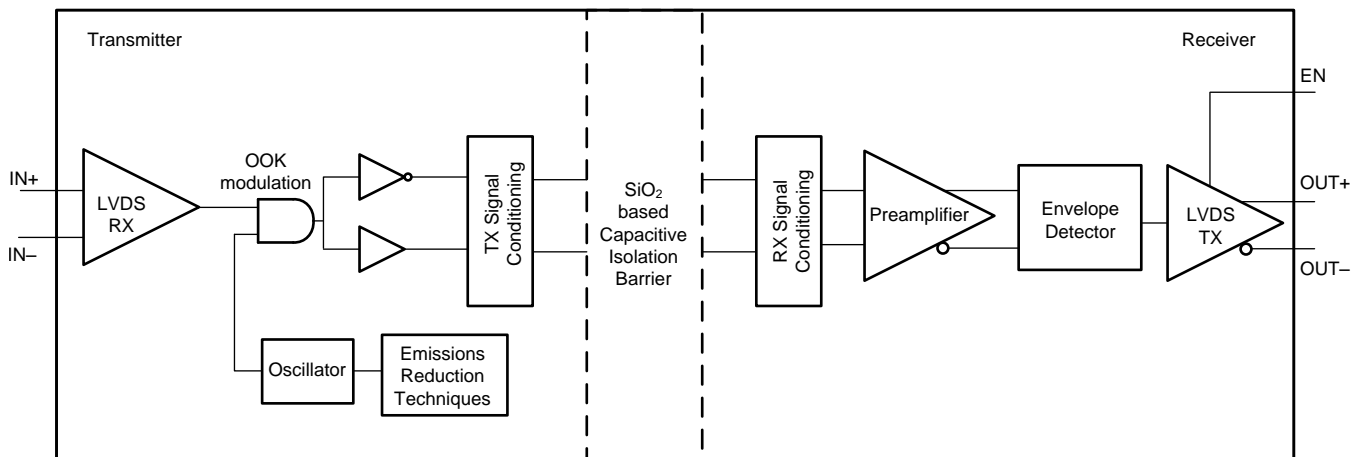 Transmitter
Receiver
EN
OOK
modulation
IN+
IN–
LVDS
RX
TX Signal
Conditioning
SiO₂
based
Capacitive
Isolation
Barrier
RX Signal
Conditioning
Preamplifier
Envelope
Detector
LVDS
TX
OUT+
OUT–
Oscillator
Emissions
Reduction
Techniques